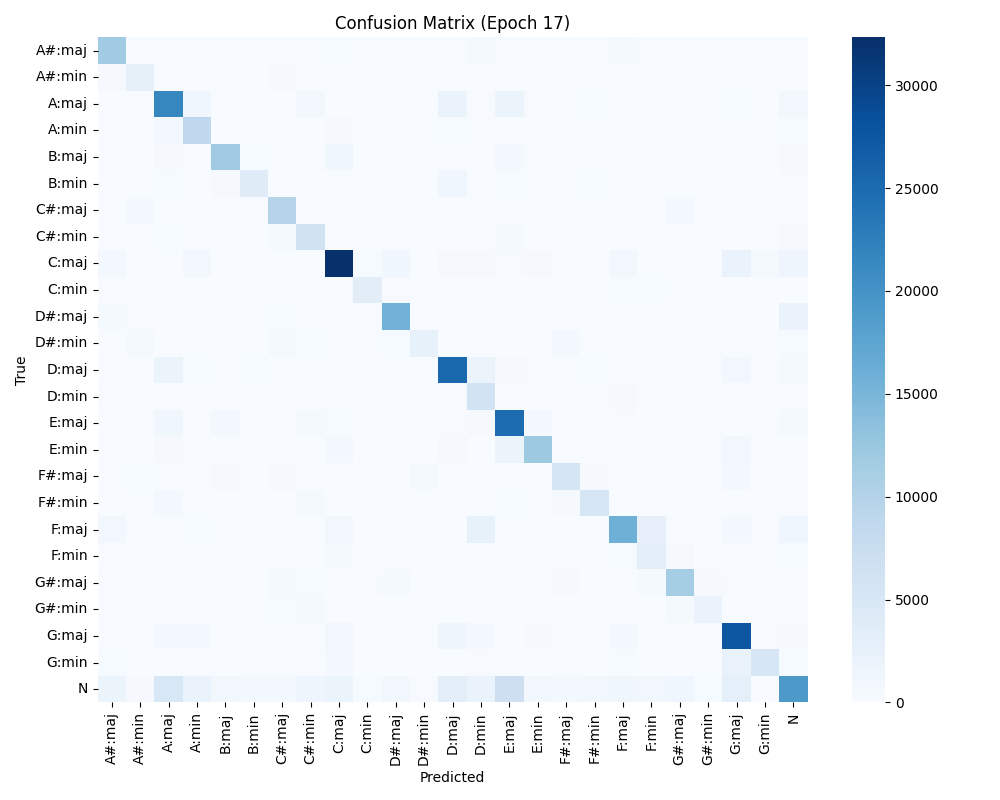 Confusion Matrix (Epoch 17)
True
A#:maj
A#:min
A:maj
A:min
B:maj
B:min
C#:maj
C#:min
C:maj
C:min
D#:maj
D#:min
D:maj
D:min
E:maj
E:min
F#:maj
F#:min
F:maj
F:min
G#:maj
G#:min
G:maj
G:min
N
A#:maj
A#:min
A:maj
A:min
B:maj
B:min
C#:maj
C#:min
C:maj
C:min
D#:maj
D#:min
D:maj
D:min
E:maj
E:min
F#:maj
F#:min
F:maj
F:min
G#:maj
G#:min
G:maj
G:min
N
Predicted
30000
25000
20000
15000
10000
5000
0